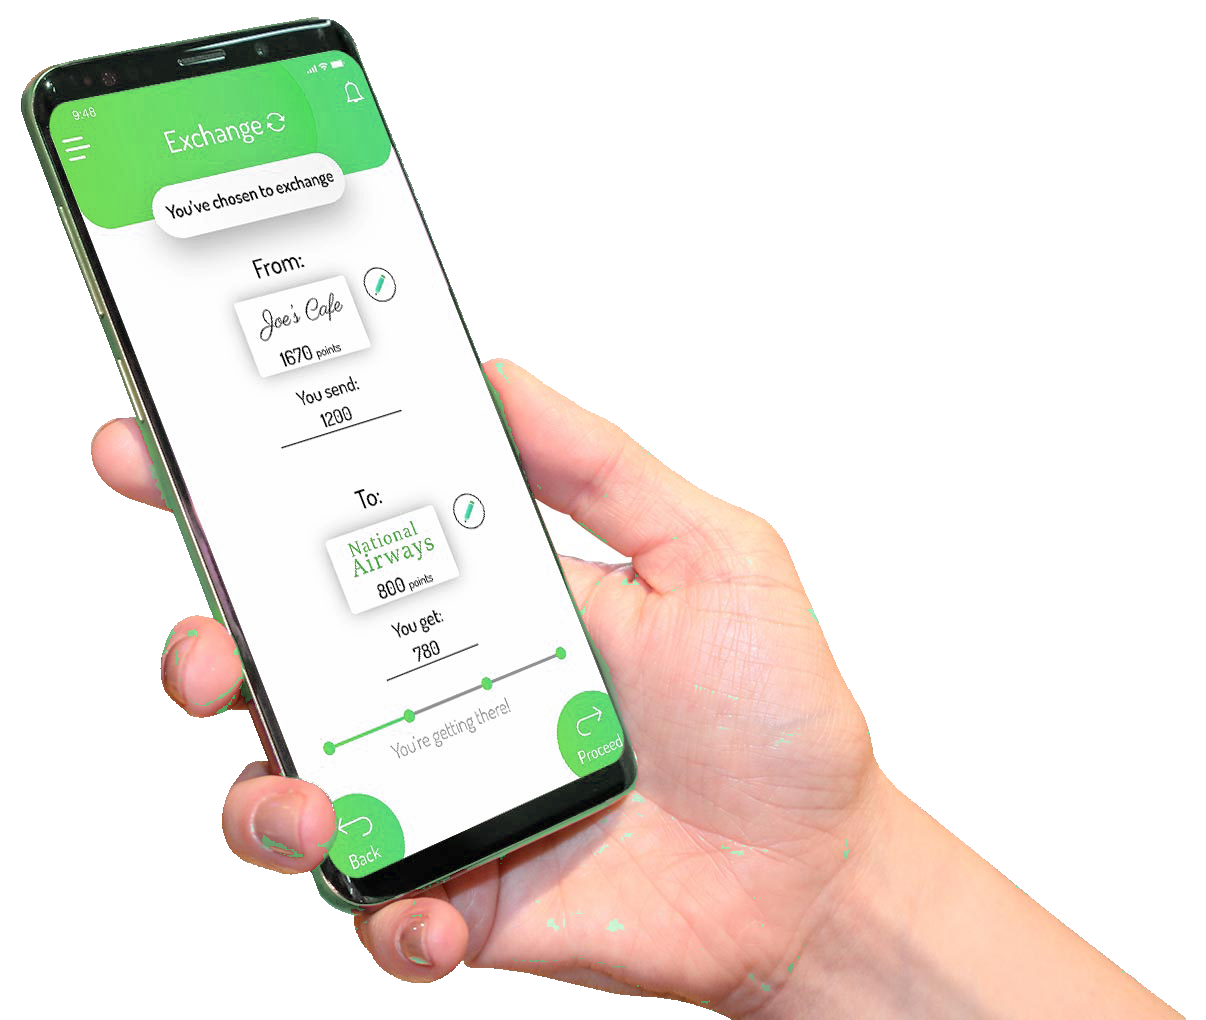 9:48
Exchange
You've chosen to exchange
From:
Joe's Cafe
1670 points
You send:
1200
To:
National
Airways
800 points
You get:
780
You're getting there!
Proceed
Back